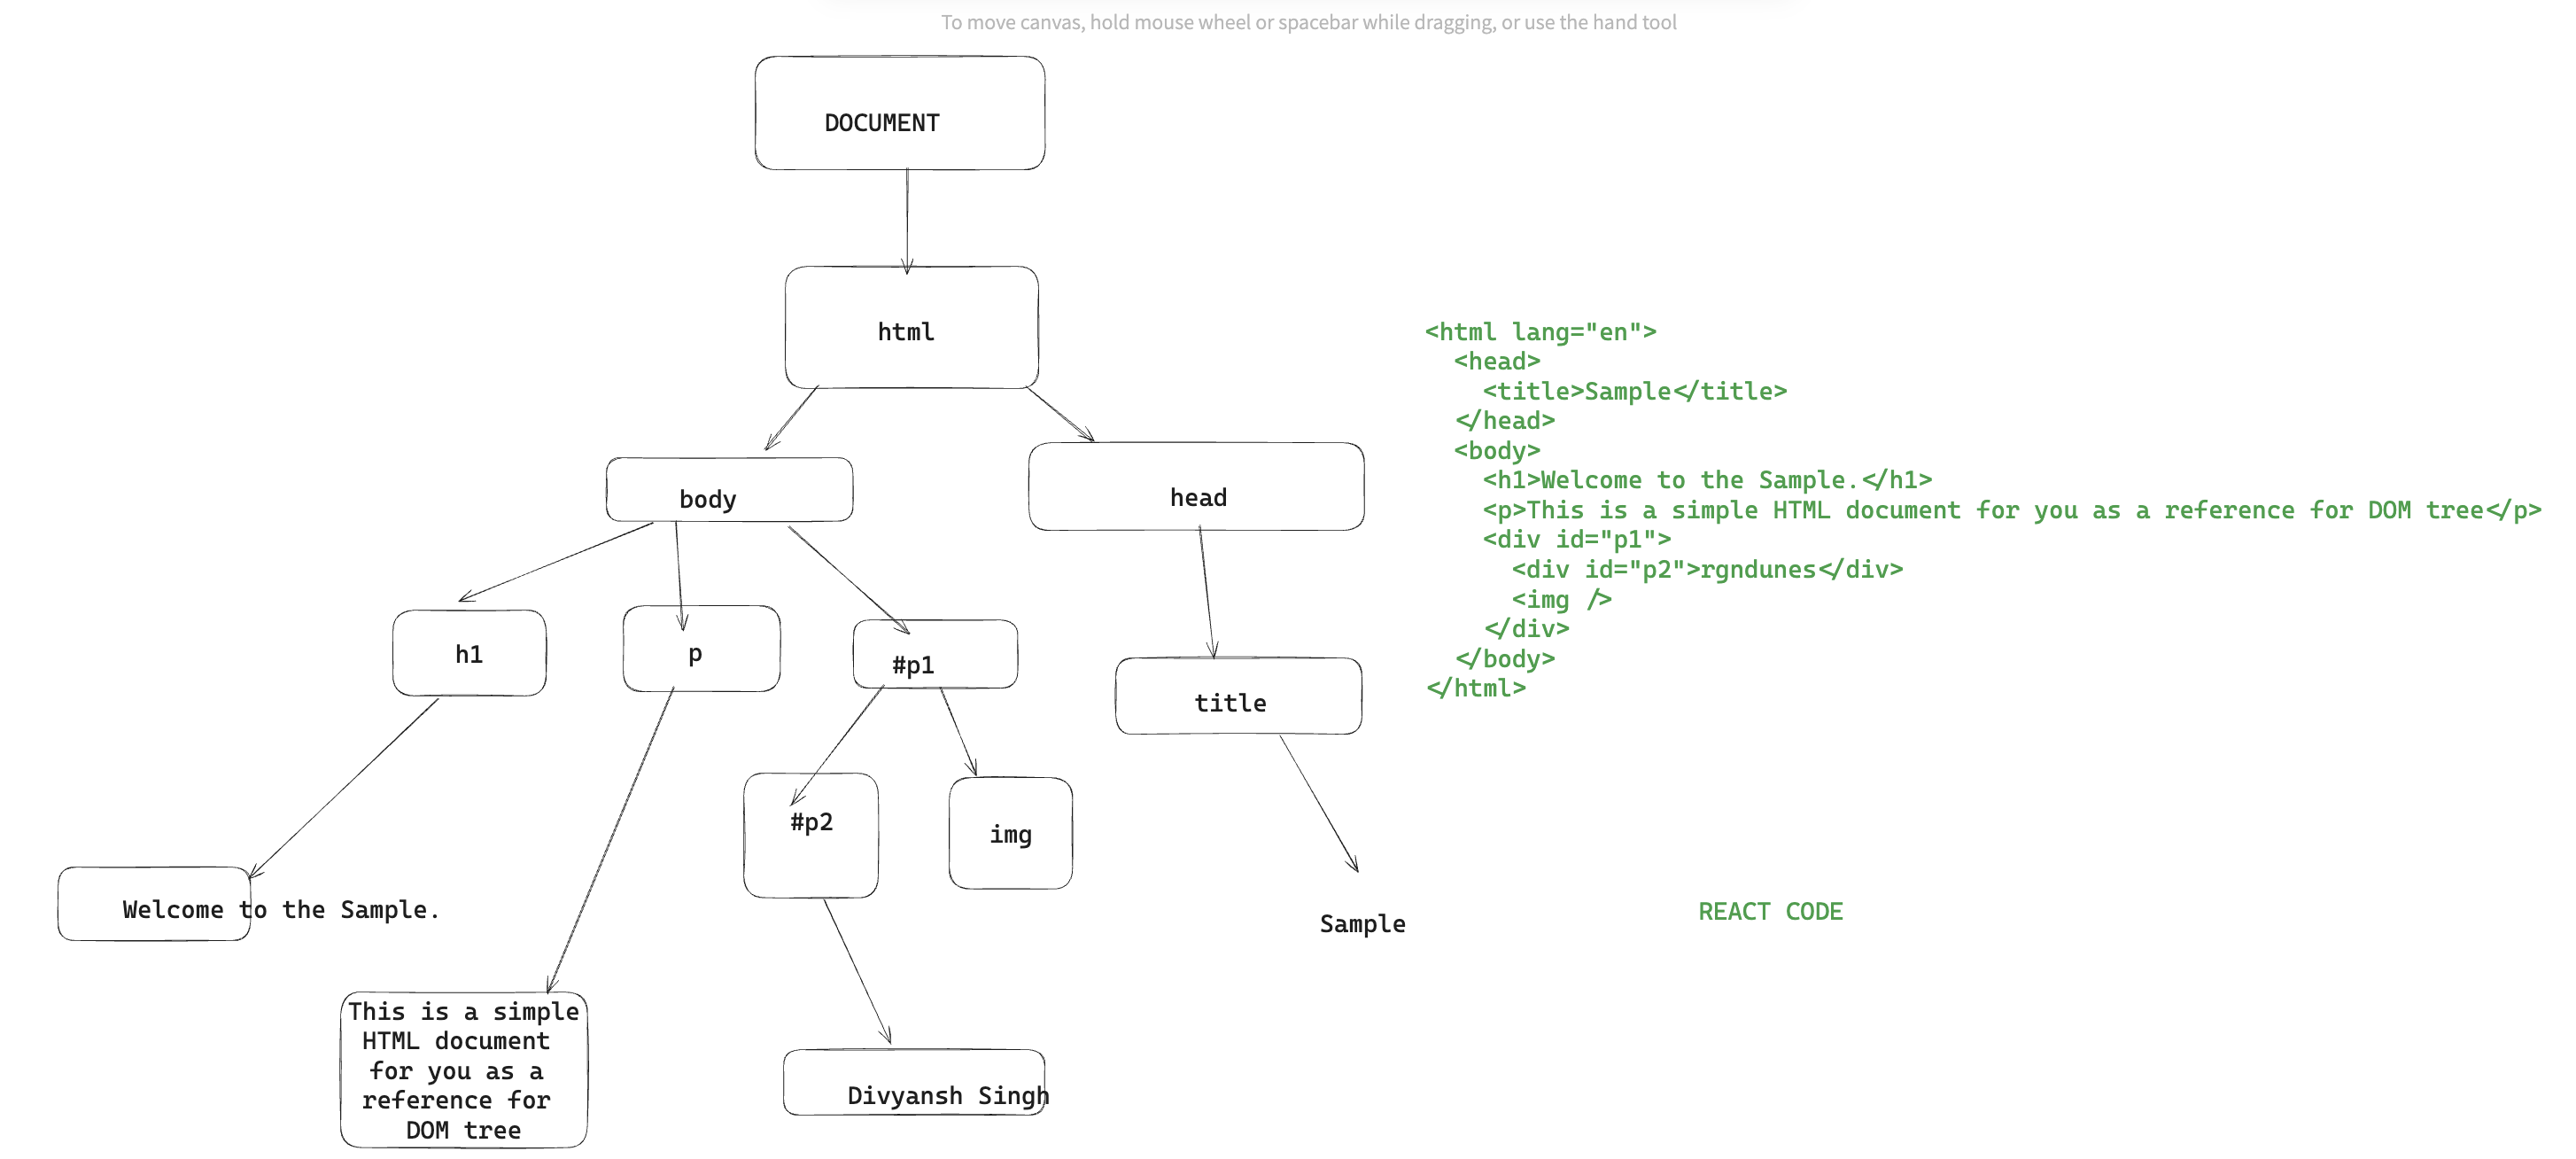 To move canvas, hold mouse wheel or spacebar while dragging, or use the hand tool
DOCUMENT
html
body
head
h1
p
#p1
title
#p2
img
Welcome to the Sample.
Sample
This is a simple
HTML document
for you as a
reference for
DOM tree
Divyansh Singh
<html lang="en">
<head>
<title>Sample</title>
</head>
<body>
<h1>Welcome to the Sample.</h1>
<p>This is a simple HTML document for you as a reference for DOM tree</p>
<div id="p1">
<div id="p2">rgndunes</div>
<img />
</div>
</body>
</html>
REACT CODE